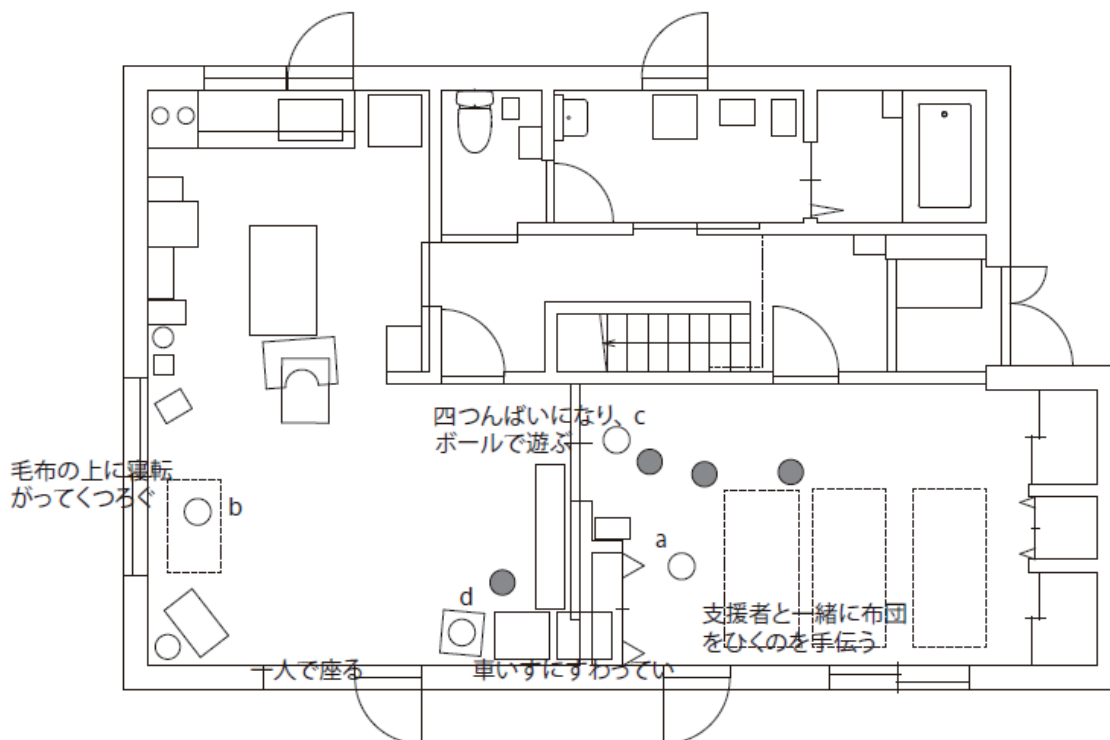 四つんばいになり、c
ボールで遊ぶ
毛布の上に寝転
がってくつろぐ
b
a
d
支援者と一緒に布団
をひくのを手伝う
一人で座る
車いすにすわってい